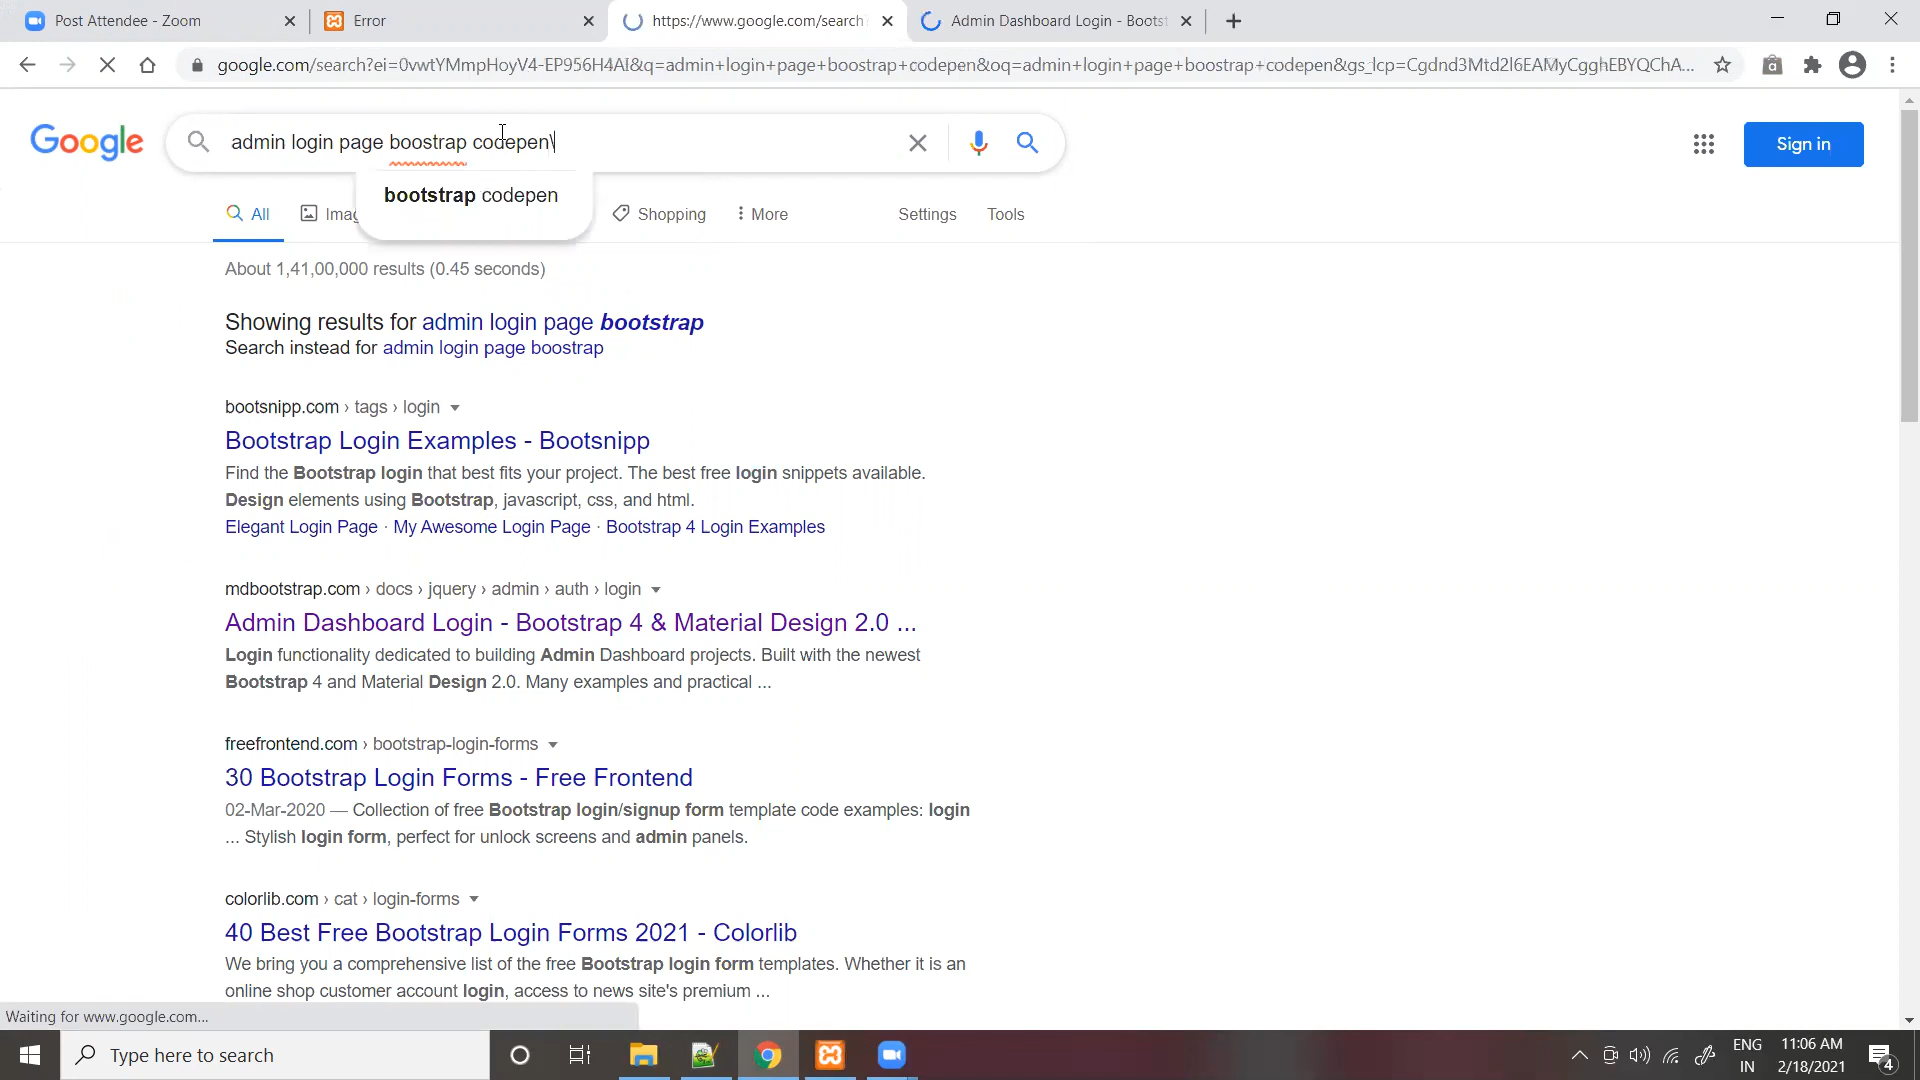 Post Attendee - Zoom
Error
https://www.google.com/search
Admin Dashboard Login - Bootst
google.com/search?ei=0vwtYMmpHoyV4-EP956H4AI&q=admin+login+page+boostrap+codepen&oq=admin+login+page+boostrap+codepen&gs_lcp=Cgdnd3Mtd2l6EAMyCgghEBYQChA...
Google
admin login page boostrap codepen\
Sign in
bootstrap codepen
All
Imag
Shopping
More
Settings
Tools
About 1,41,00,000 results (0.45 seconds)
Showing results for admin login page bootstrap
Search instead for admin login page boostrap
bootsnipp.com › tags › login
Bootstrap Login Examples - Bootsnipp
Find the Bootstrap login that best fits your project. The best free login snippets available.
Design elements using Bootstrap, javascript, css, and html.
Elegant Login Page · My Awesome Login Page · Bootstrap 4 Login Examples
mdbootstrap.com › docs › jquery › admin › auth › login
Admin Dashboard Login - Bootstrap 4 & Material Design 2.0 ...
Login functionality dedicated to building Admin Dashboard projects. Built with the newest
Bootstrap 4 and Material Design 2.0. Many examples and practical ...
freefrontend.com › bootstrap-login-forms
30 Bootstrap Login Forms - Free Frontend
02-Mar-2020 — Collection of free Bootstrap login/signup form template code examples: login
... Stylish login form, perfect for unlock screens and admin panels.
colorlib.com › cat › login-forms
40 Best Free Bootstrap Login Forms 2021 - Colorlib
We bring you a comprehensive list of the free Bootstrap login form templates. Whether it is an
online shop customer account login, access to news site's premium ...
Waiting for www.google.com...
Type here to search
ENG
IN
11:06 AM
2/18/2021
4